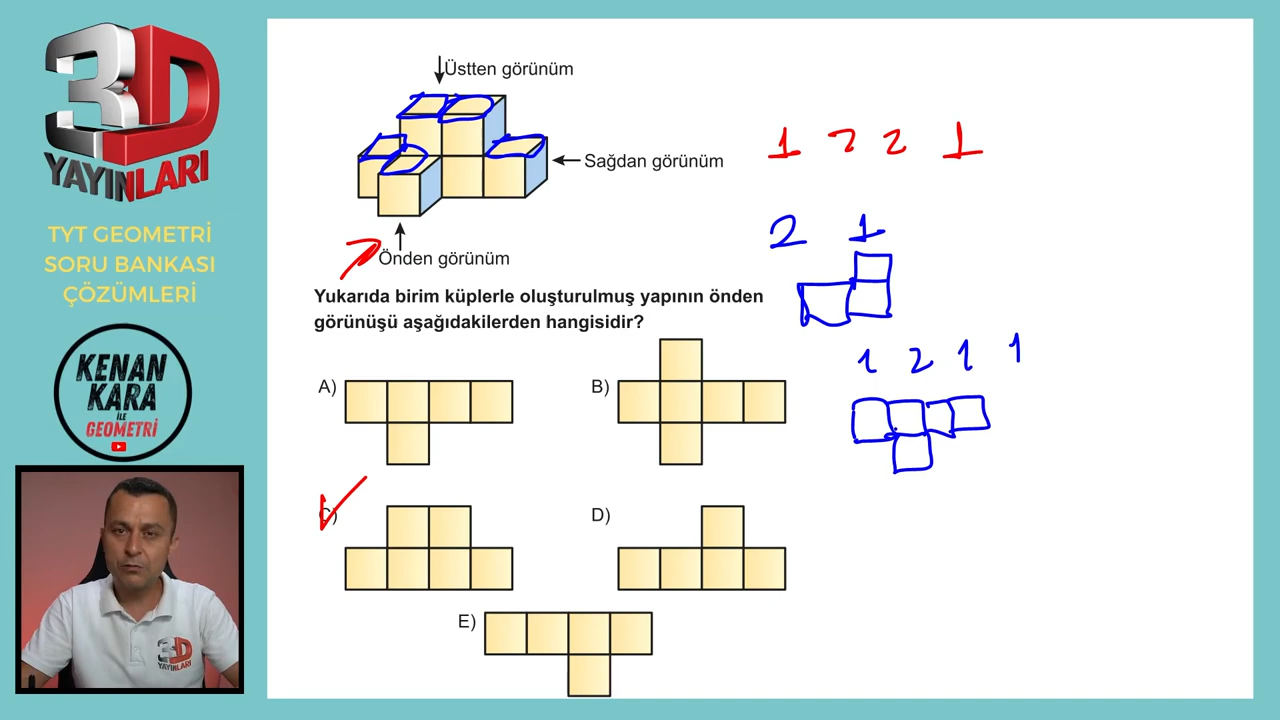 3D
YAYINLARI
TYT GEOMETRİ
SORU BANKASI
ÇÖZÜMLERİ
KENAN
KARA
İLE
GEOMETRİ
3D
YAYINLARI
Üstten görünüm
Sağdan görünüm
Önden görünüm
1 2 2 1
2 1
1 2 1 1
Yukarıda birim küplerle oluşturulmuş yapının önden
görünüşü aşağıdakilerden hangisidir?
A)
B)
C)
D)
E)